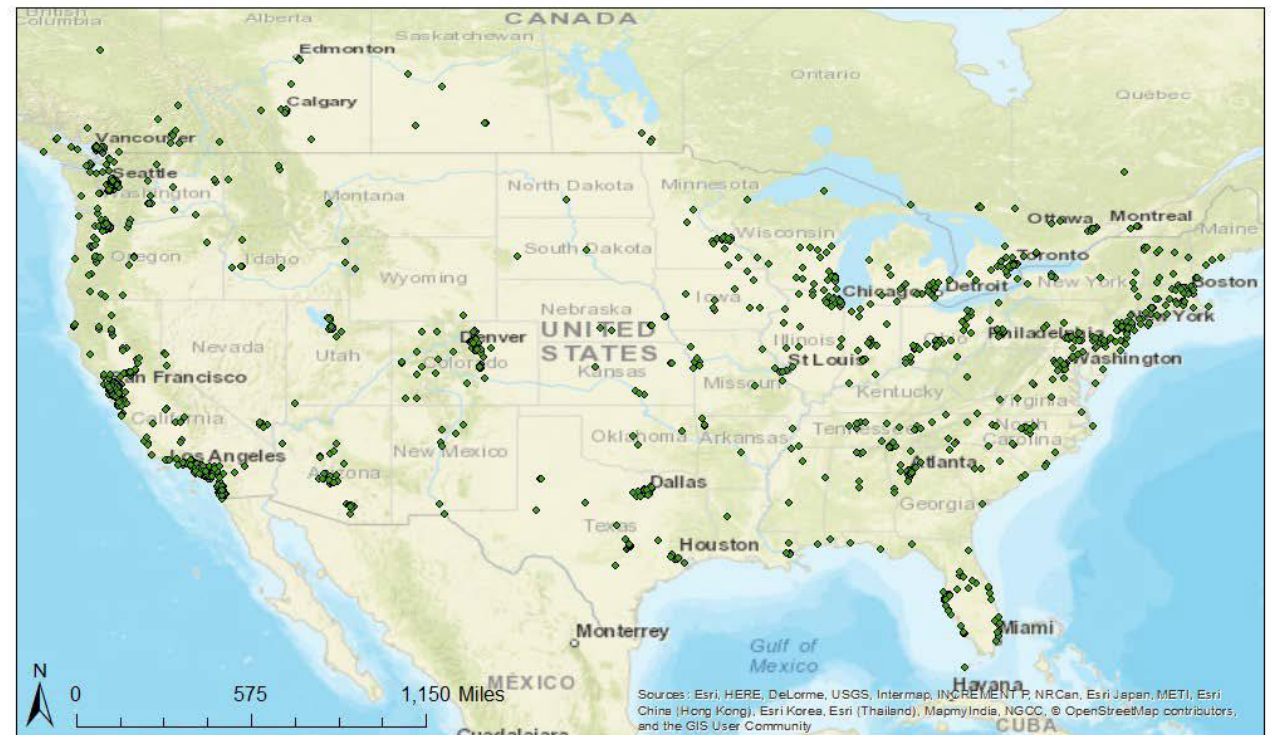 British
Columbia
Alberta
CANADA
Saskatchewan
Edmonton
Ontario
Québec
Calgary
Vancouver
Seattle
Washington
Montana
North Dakota
Minnesota
Ottawa
Montreal
Maine
Wisconsin
Oregon
Idaho
South Dakota
Toronto
Wyoming
Chicago
Detroit
New York
Boston
Iowa
Nebraska
New York
Nevada
Utah
Denver
Colorado
UNITED
STATES
Illinois
Ohio
Philadelphia
St Louis
Washington
Kansas
Missouri
Kentucky
San Francisco
California
Virginia
Oklahoma
Arkansas
Tennessee
North
Carolina
Los Angeles
Arizona
New Mexico
Atlanta
Dallas
Georgia
Texas
Houston
Monterrey
Miami
Gulf of
Mexico
MÉXICO
Havana
CUBA
Guadalajara
N
0 575 1,150 Miles
Sources: Esri, HERE, DeLorme, USGS, Intermap, INCREMENT P, NRCan, Esri Japan, METI, Esri
China (Hong Kong), Esri Korea, Esri (Thailand), MapmyIndia, NGCC, © OpenStreetMap contributors,
and the GIS User Community